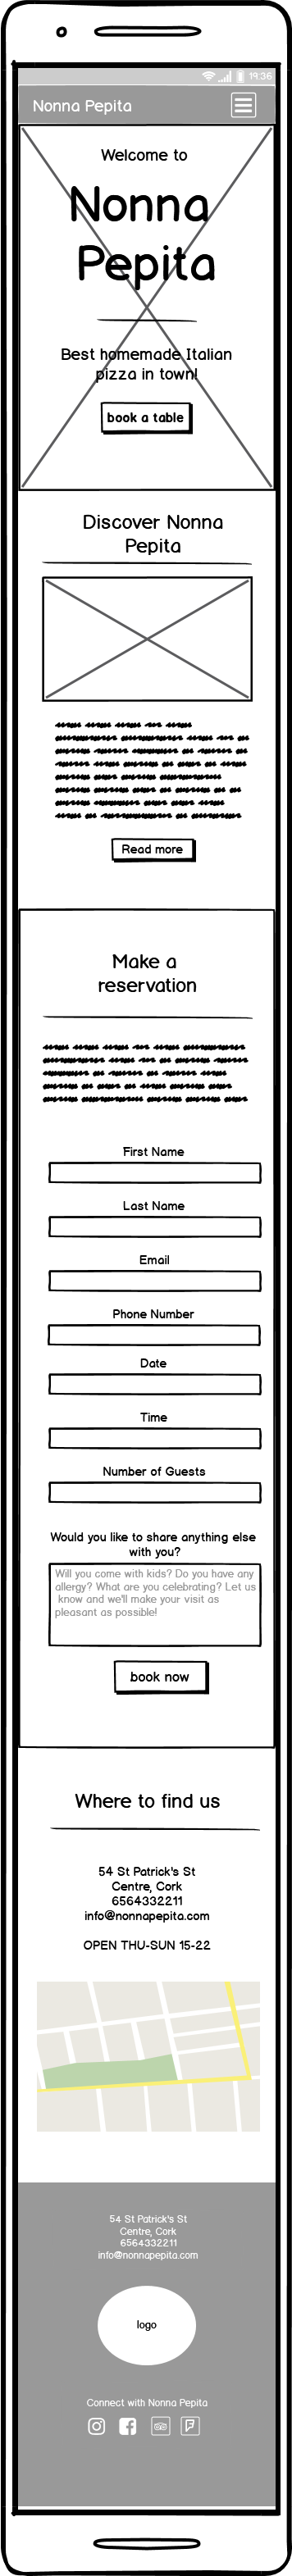 19:36
Nonna Pepita
Welcome to
Nonna
Pepita
Best homemade Italian
pizza in town!
book a table
Discover Nonna
Pepita
Read more
Make a
reservation
First Name
Last Name
Email
Phone Number
Date
Time
Number of Guests
Would you like to share anything else
with you?
Will you come with kids? Do you have any
allergy? What are you celebrating? Let us
know and we'll make your visit as
pleasant as possible!
book now
Where to find us
54 St Patrick's St
Centre, Cork
6564332211
info@nonnapepita.com
OPEN THU-SUN 15-22
54 St Patrick's St
Centre, Cork
6564332211
info@nonnapepita.com
logo
Connect with Nonna Pepita